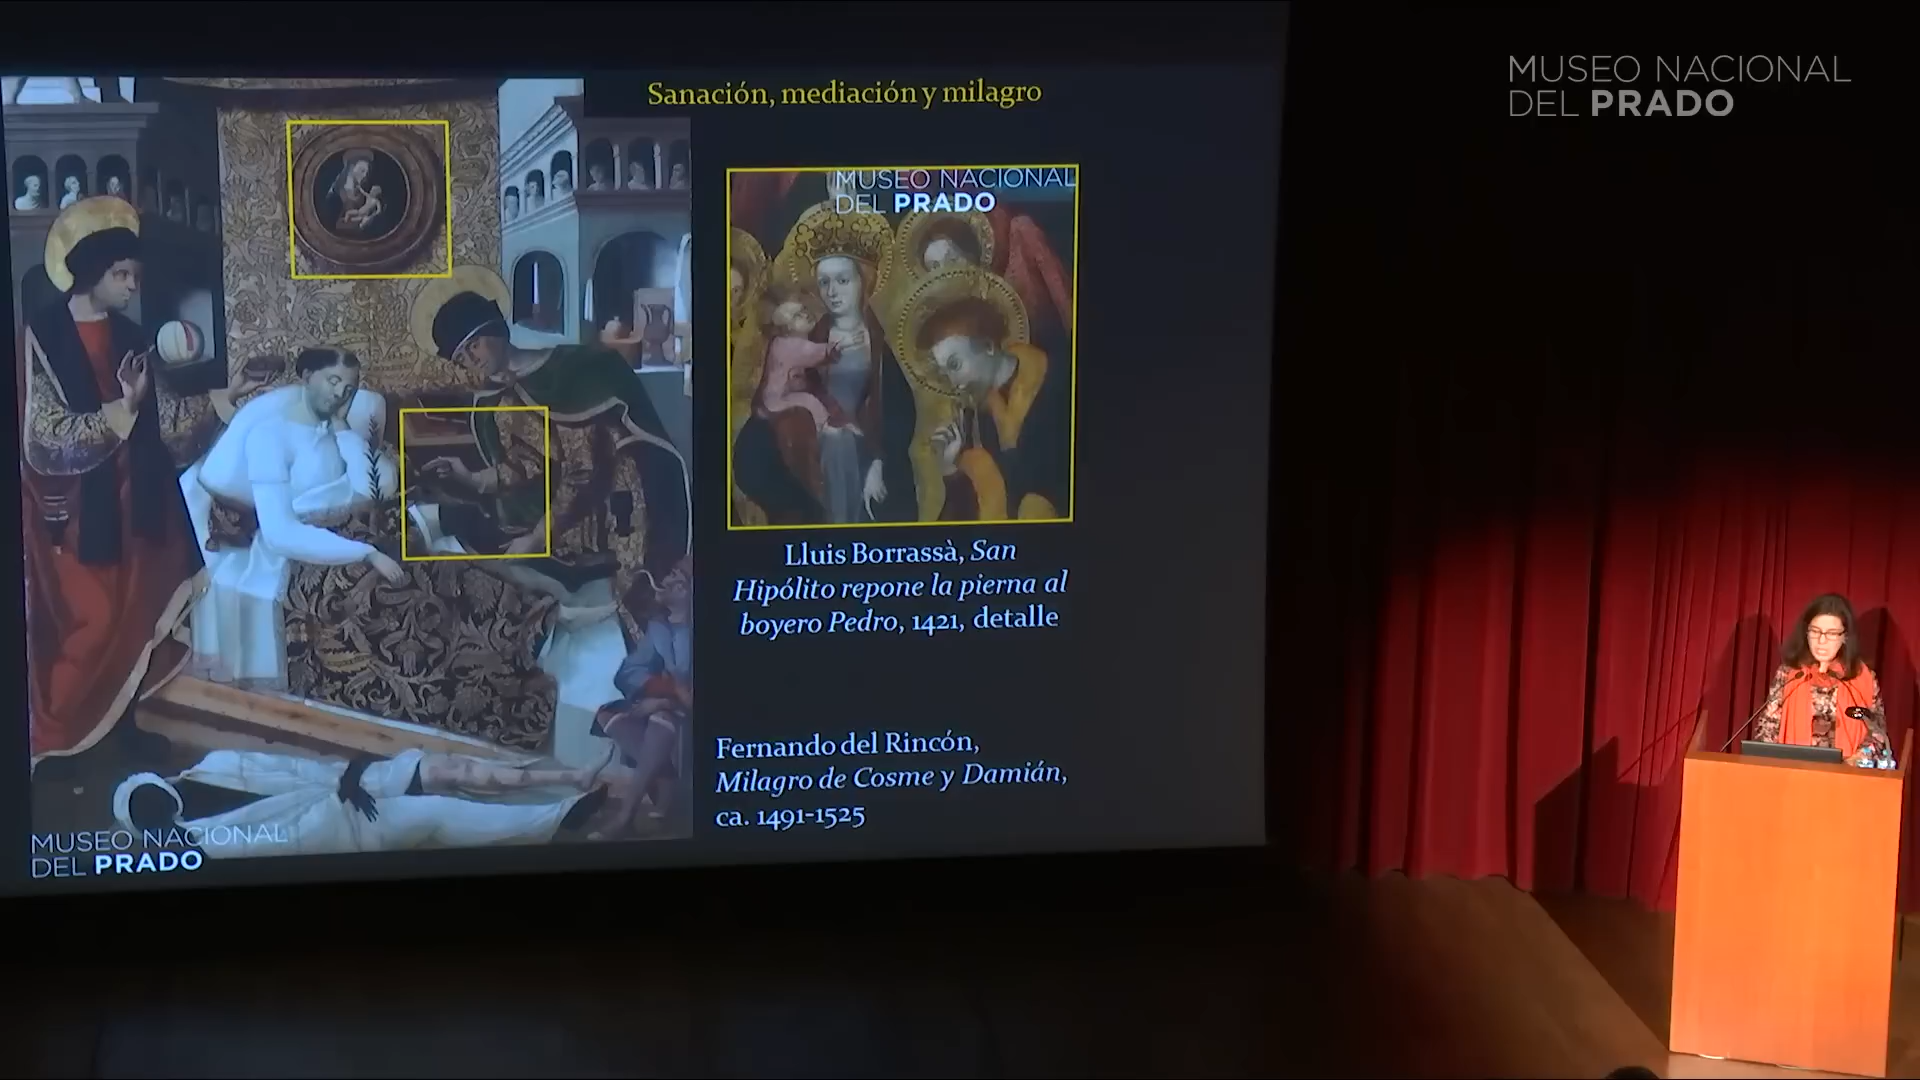 Sanación, mediación y milagro
MUSEO NACIONAL
DEL PRADO
MUSEO NACIONAL
DEL PRADO
Lluis Borrassà, San
Hipólito repone la pierna al
boyero Pedro, 1421, detalle
Fernando del Rincón,
Milagro de Cosme y Damián,
ca. 1491-1525
MUSEO NACIONAL
DEL PRADO